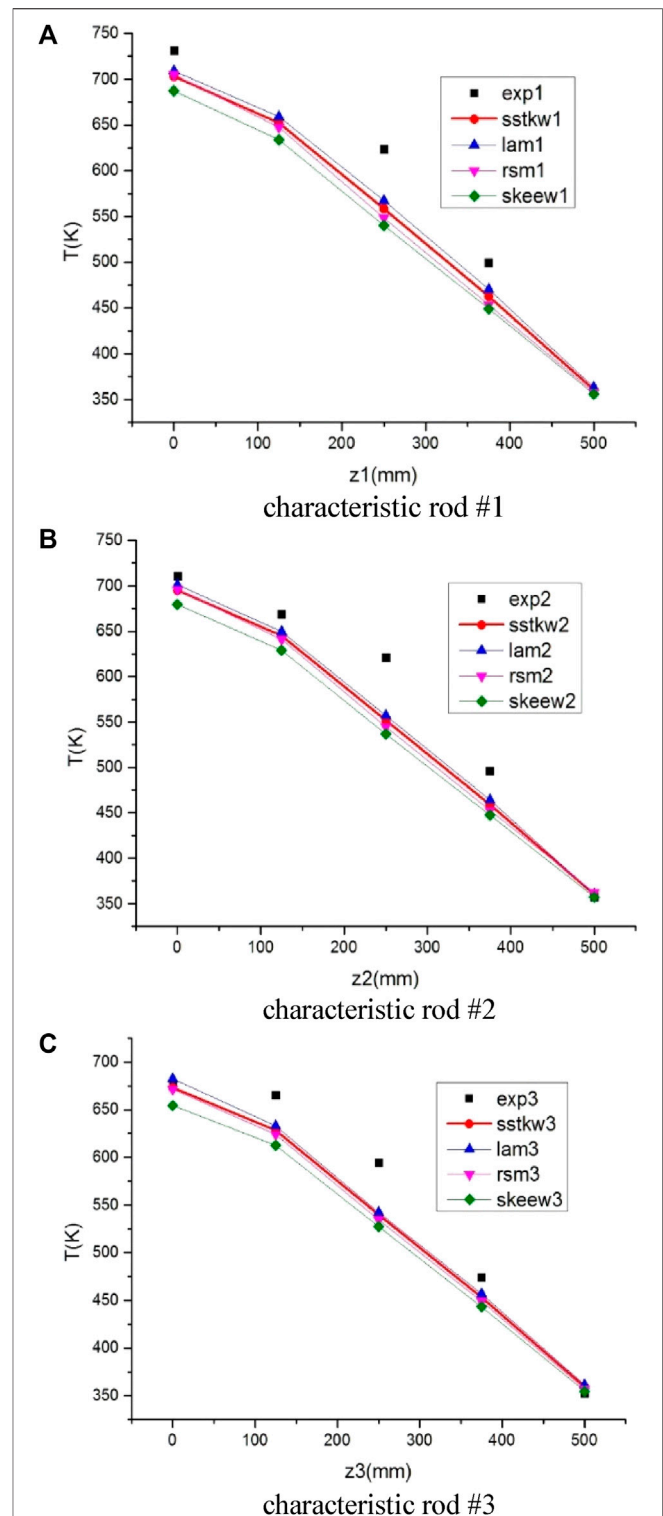 A
750
700
650
600
550
500
450
400
350
T(K)
exp1
sstkw1
lam1
rsm1
skeew1
0 100 200 300 400 500
z1(mm)
characteristic rod #1
B
750
700
650
600
550
500
450
400
350
T(K)
exp2
sstkw2
lam2
rsm2
skeew2
0 100 200 300 400 500
z2(mm)
characteristic rod #2
C
700
650
600
550
500
450
400
350
T(K)
exp3
sstkw3
lam3
rsm3
skeew3
0 100 200 300 400 500
z3(mm)
characteristic rod #3